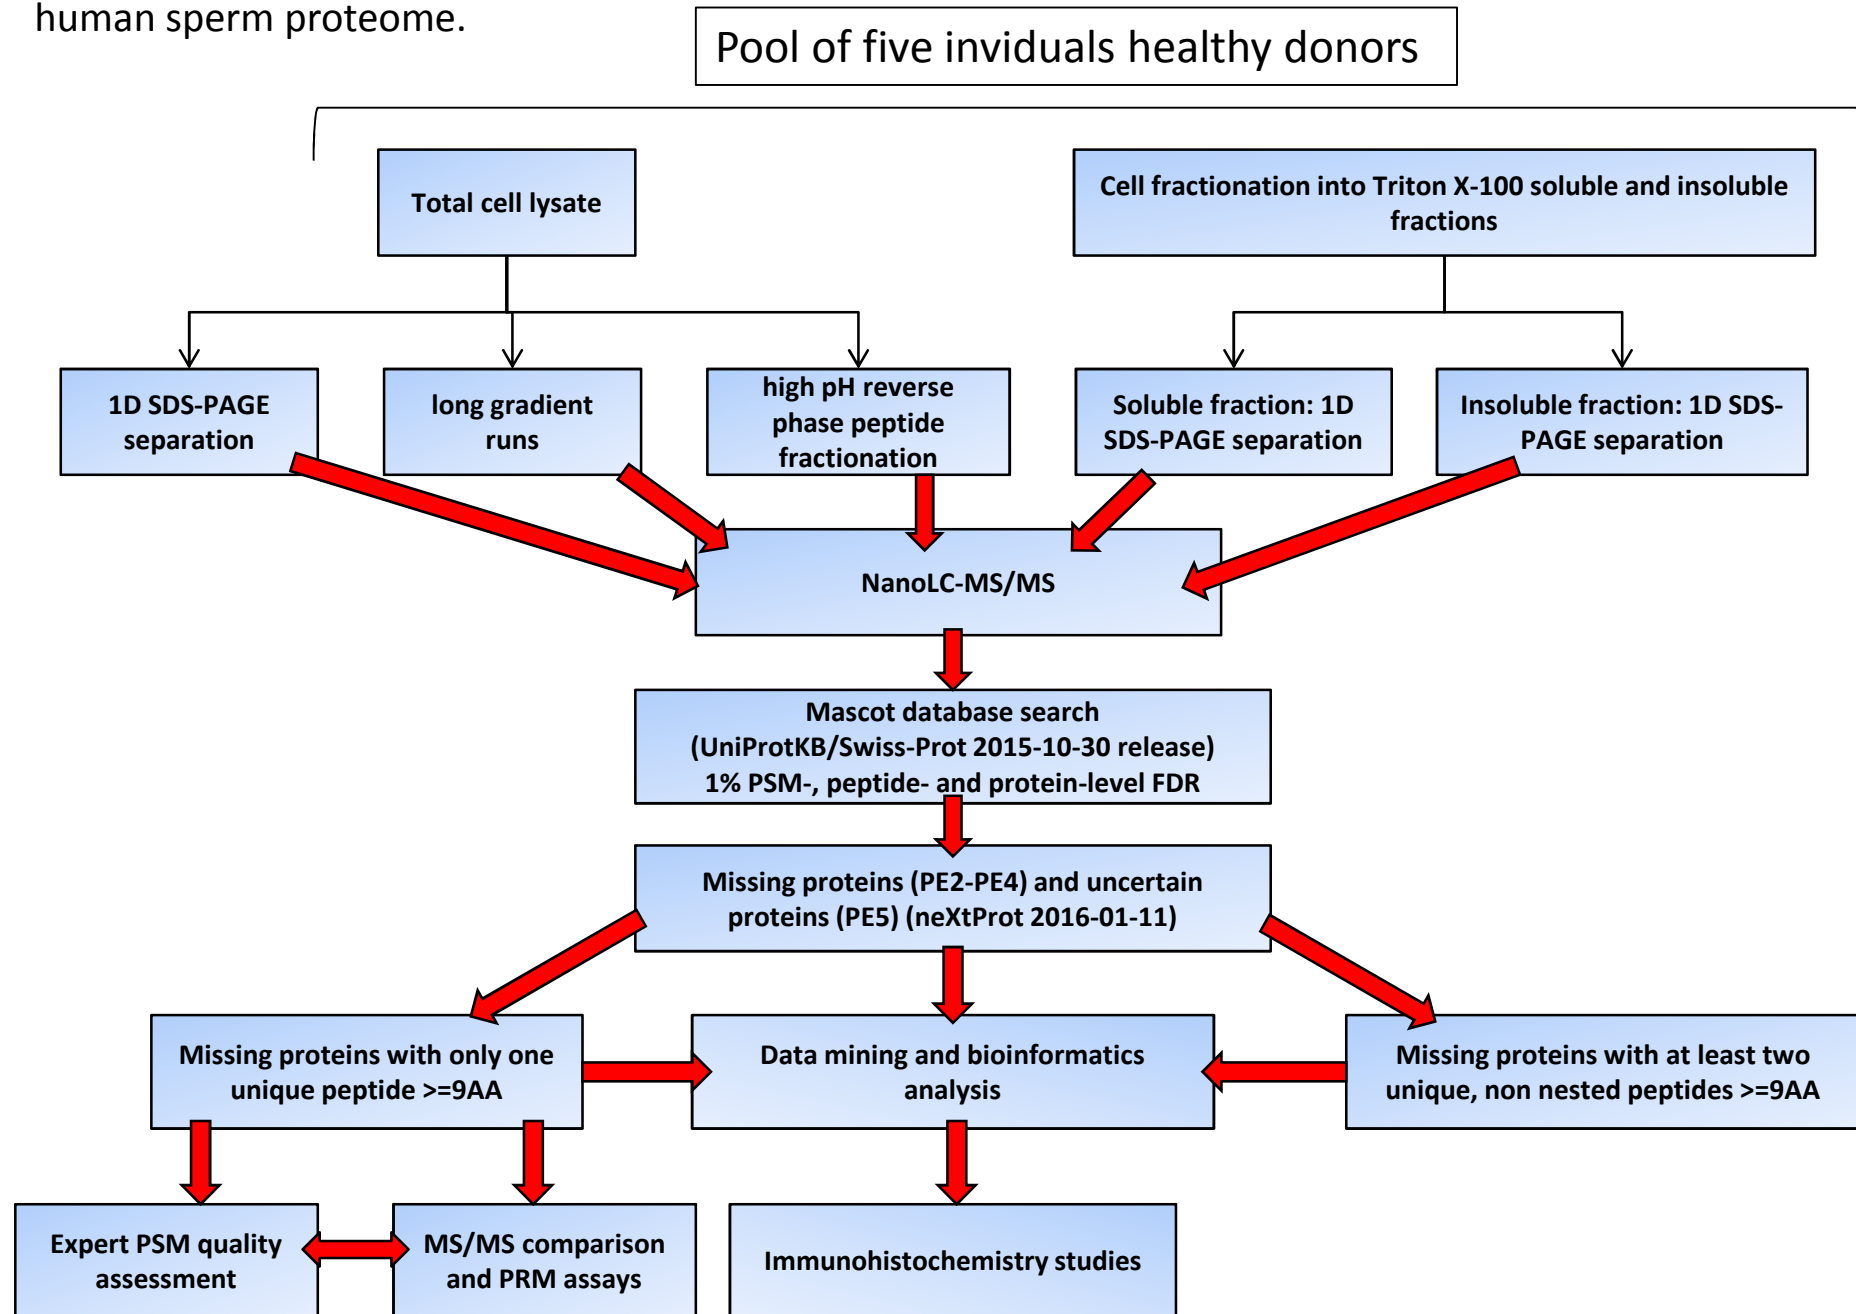 human sperm proteome.
Pool of five inviduals healthy donors
Total cell lysate
Cell fractionation into Triton X-100 soluble and insoluble
fractions
1D SDS-PAGE
separation
long gradient
runs
high pH reverse
phase peptide
fractionation
Soluble fraction: 1D
SDS-PAGE separation
Insoluble fraction: 1D SDS-
PAGE separation
NanoLC-MS/MS
Mascot database search
(UniProtKB/Swiss-Prot 2015-10-30 release)
1% PSM-, peptide- and protein-level FDR
Missing proteins (PE2-PE4) and uncertain
proteins (PE5) (neXtProt 2016-01-11)
Missing proteins with only one
unique peptide >=9AA
Data mining and bioinformatics
analysis
Missing proteins with at least two
unique, non nested peptides >=9AA
Expert PSM quality
assessment
MS/MS comparison
and PRM assays
Immunohistochemistry studies